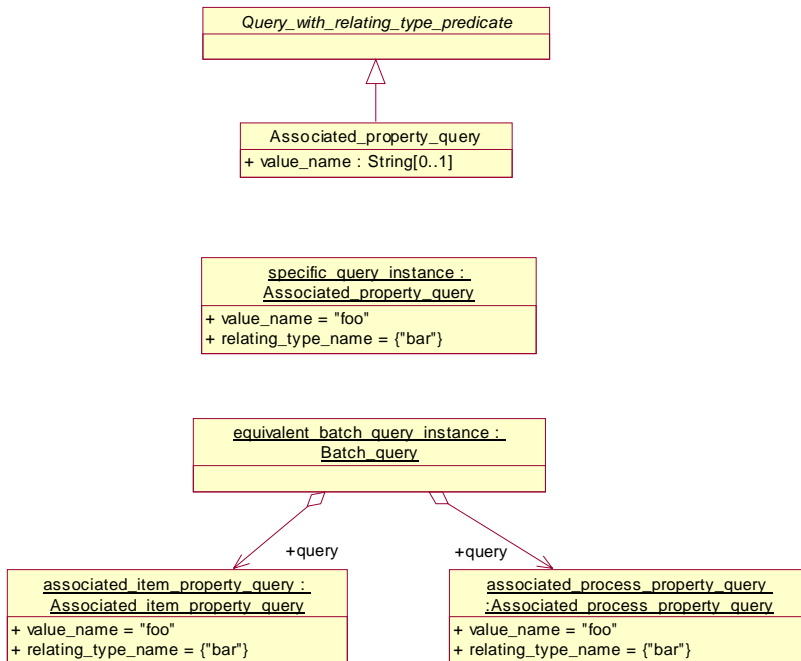 Query_with_relating_type_predicate
Associated_property_query
+ value_name : String[0..1]
specific_query_instance :
Associated_property_query
+ value_name = "foo"
+ relating_type_name = {"bar"}
equivalent_batch_query_instance :
Batch_query
+query
+query
associated_item_property_query :
Associated_item_property_query
+ value_name = "foo"
+ relating_type_name = {"bar"}
associated_process_property_query
:Associated_process_property_query
+ value_name = "foo"
+ relating_type_name = {"bar"}